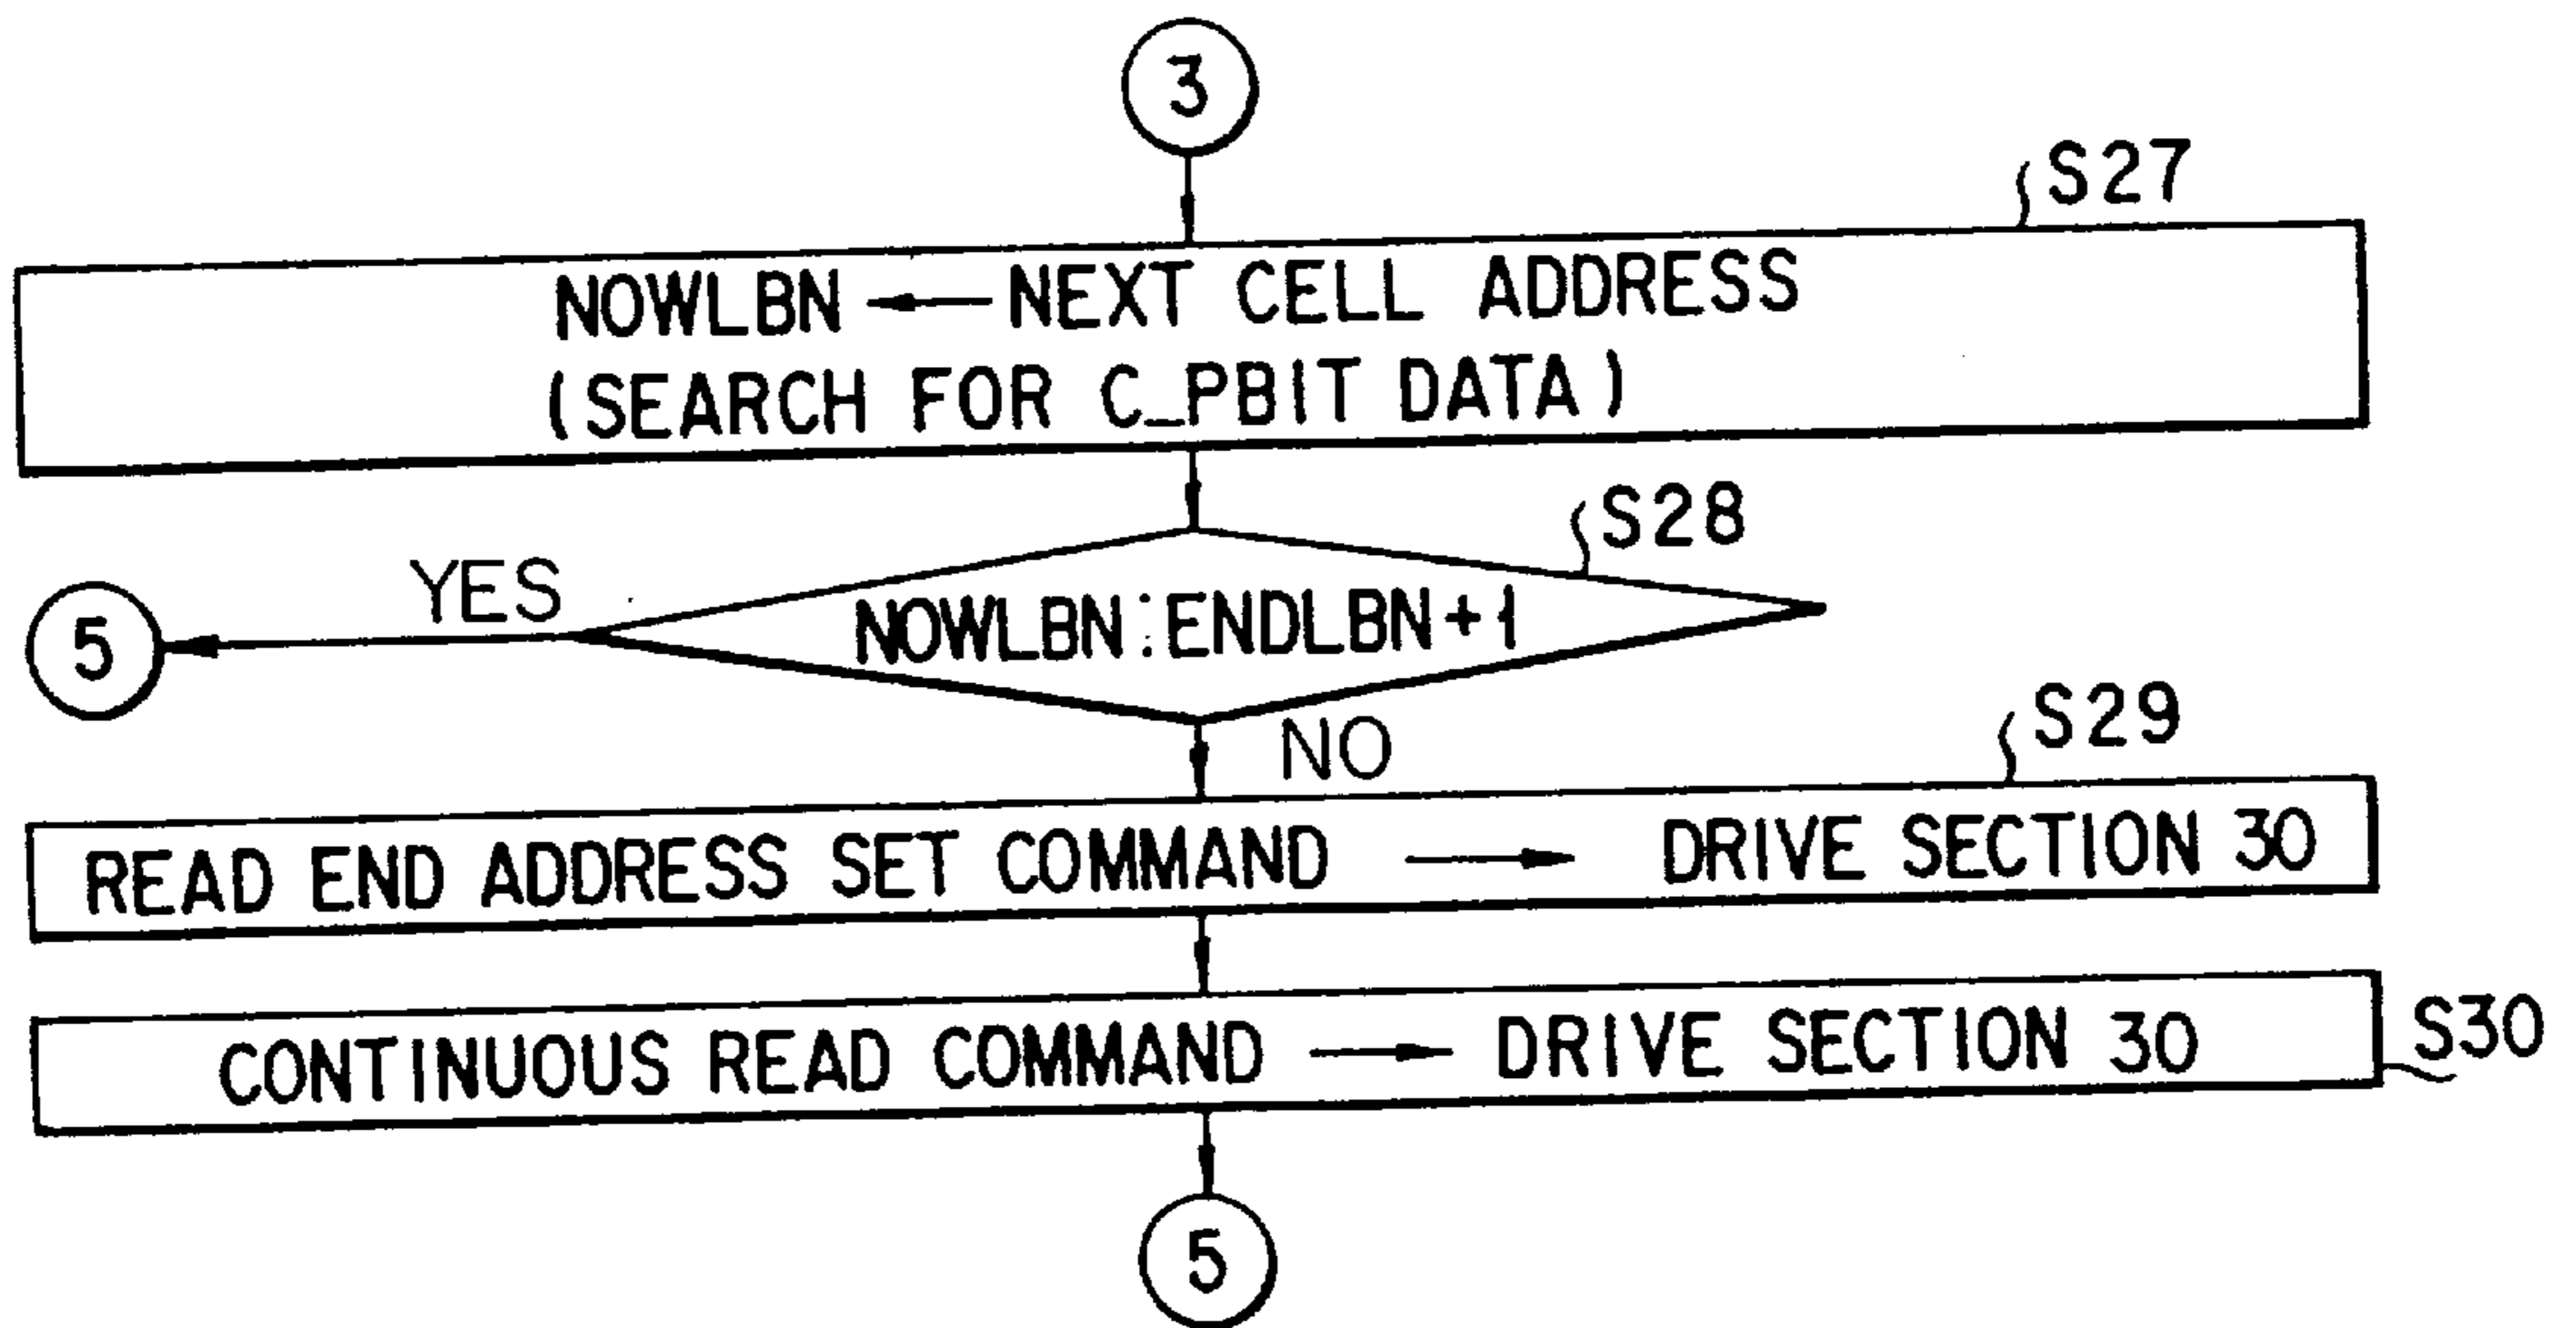 3
S27
NOWLBN ← NEXT CELL ADDRESS
(SEARCH FOR C_PBIT DATA)
S28
YES
5
NOWLBN:ENDLBN+1
NO
S29
READ END ADDRESS SET COMMAND → DRIVE SECTION 30
CONTINUOUS READ COMMAND → DRIVE SECTION 30
S30
5